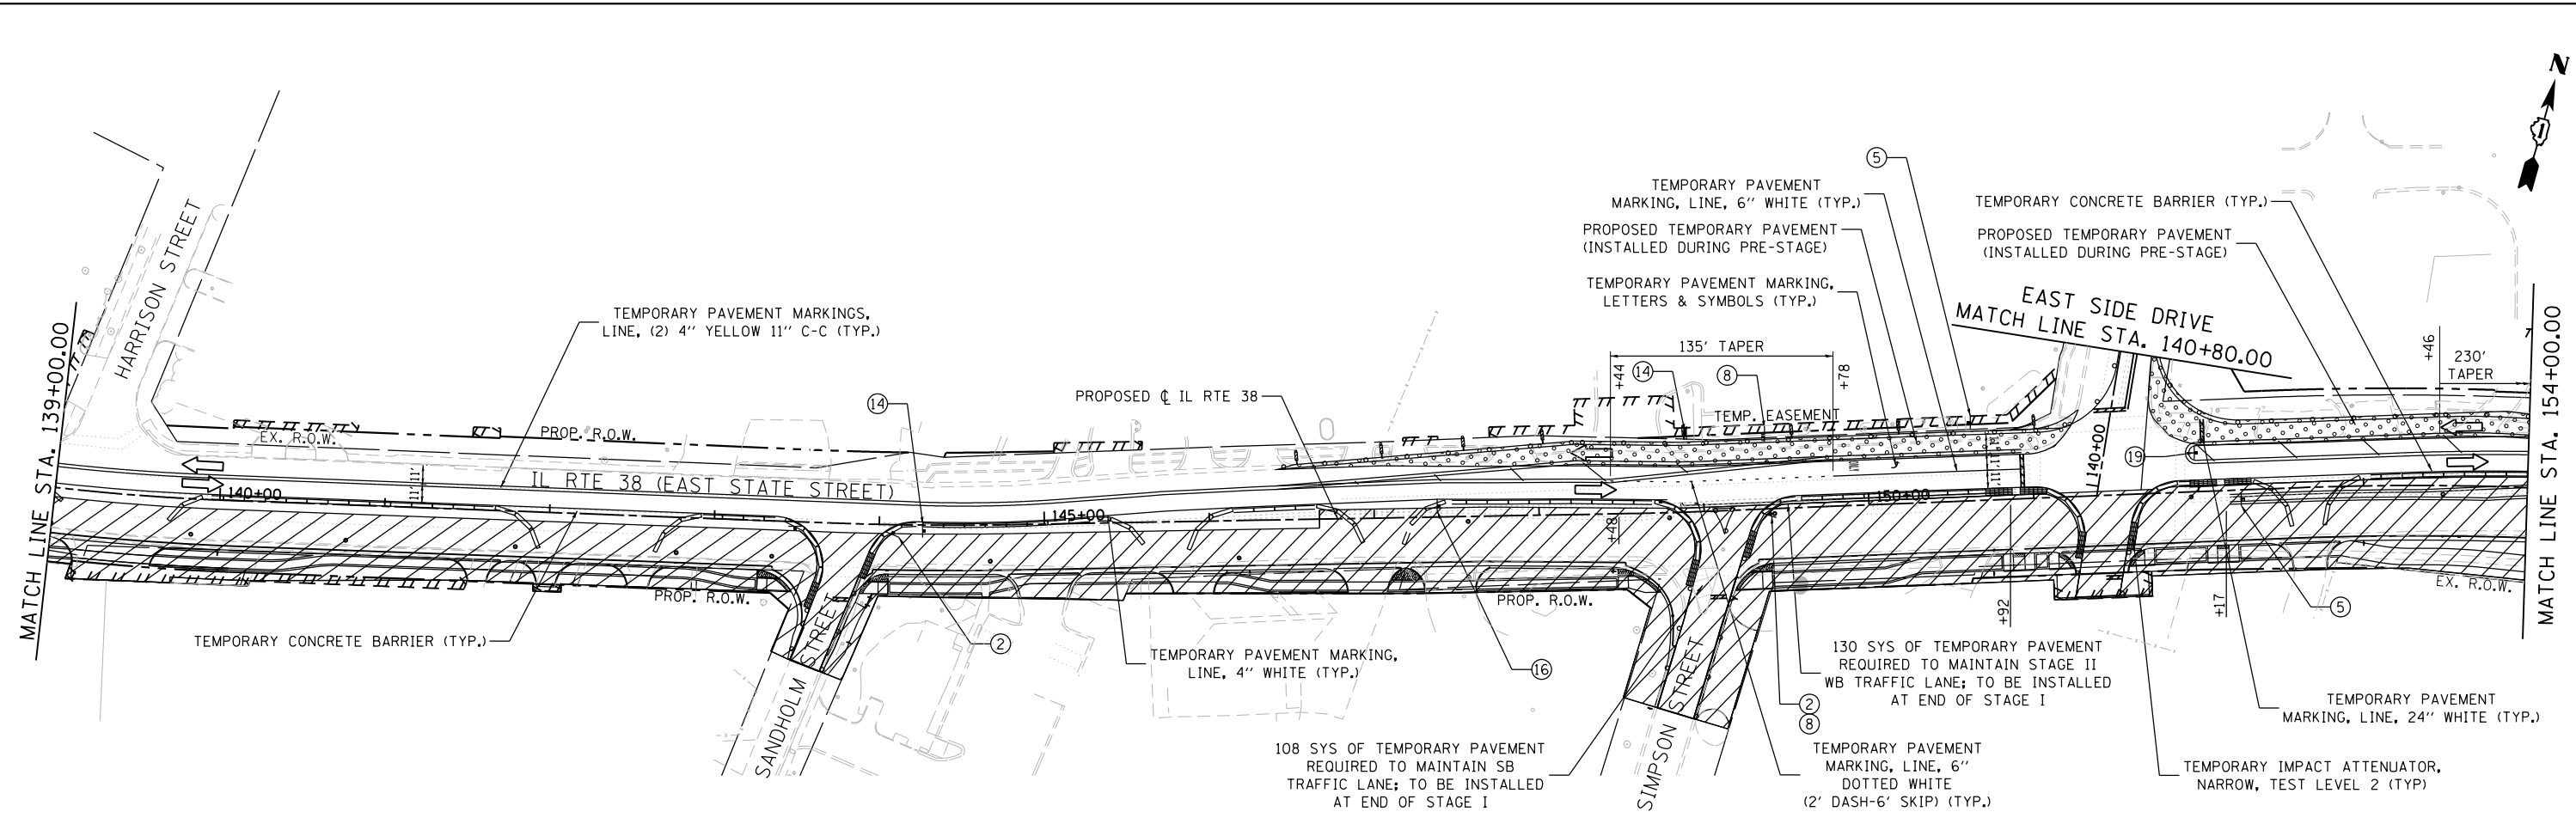 N
5
TEMPORARY PAVEMENT
MARKING, LINE, 6" WHITE (TYP.)
PROPOSED TEMPORARY PAVEMENT
(INSTALLED DURING PRE-STAGE)
TEMPORARY PAVEMENT MARKING,
LETTERS & SYMBOLS (TYP.)
TEMPORARY CONCRETE BARRIER (TYP.)
PROPOSED TEMPORARY PAVEMENT
(INSTALLED DURING PRE-STAGE)
EAST SIDE DRIVE
MATCH LINE STA. 140+80.00
HARRISON STREET
MATCH LINE STA. 139+00.00
TEMPORARY PAVEMENT MARKINGS,
LINE, (2) 4" YELLOW 11" C-C (TYP.)
135' TAPER
+44
+78
14
8
+46
230'
TAPER
MATCH LINE STA. 154+00.00
14
PROPOSED ℄ IL RTE 38
TEMP. EASEMENT
EX. R.O.W.
PROP. R.O.W.
11'
11'
IL RTE 38 (EAST STATE STREET)
140+00
145+00
150+00
11'
11'
140+00
19
+48
+92
+17
5
EX. R.O.W.
PROP. R.O.W.
PROP. R.O.W.
TEMPORARY CONCRETE BARRIER (TYP.)
2
TEMPORARY PAVEMENT MARKING,
LINE, 4" WHITE (TYP.)
16
SANDHOLM STREET
SIMPSON STREET
108 SYS OF TEMPORARY PAVEMENT
REQUIRED TO MAINTAIN SB
TRAFFIC LANE; TO BE INSTALLED
AT END OF STAGE I
2
8
130 SYS OF TEMPORARY PAVEMENT
REQUIRED TO MAINTAIN STAGE II
WB TRAFFIC LANE; TO BE INSTALLED
AT END OF STAGE I
TEMPORARY PAVEMENT
MARKING, LINE, 6"
DOTTED WHITE
(2' DASH-6' SKIP) (TYP.)
TEMPORARY PAVEMENT
MARKING, LINE, 24" WHITE (TYP.)
TEMPORARY IMPACT ATTENUATOR,
NARROW, TEST LEVEL 2 (TYP)